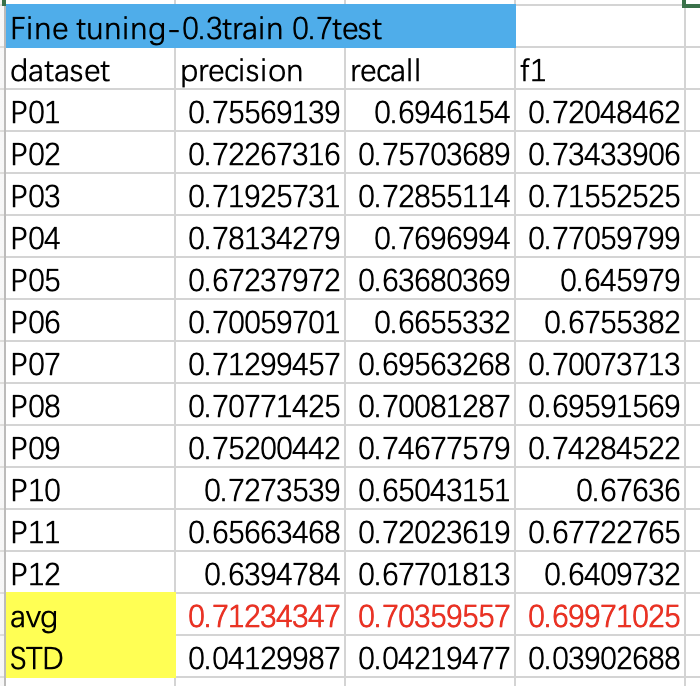 Fine tuning-0.3train 0.7test
dataset precision recall f1
P01 0.75569139 0.6946154 0.72048462
P02 0.72267316 0.75703689 0.73433906
P03 0.71925731 0.72855114 0.71552525
P04 0.78134279 0.7696994 0.77059799
P05 0.67237972 0.63680369 0.645979
P06 0.70059701 0.6655332 0.6755382
P07 0.71299457 0.69563268 0.70073713
P08 0.70771425 0.70081287 0.69591569
P09 0.75200442 0.74677579 0.74284522
P10 0.7273539 0.65043151 0.67636
P11 0.65663468 0.72023619 0.67722765
P12 0.6394784 0.67701813 0.6409732
avg 0.71234347 0.70359557 0.69971025
STD 0.04129987 0.04219477 0.03902688